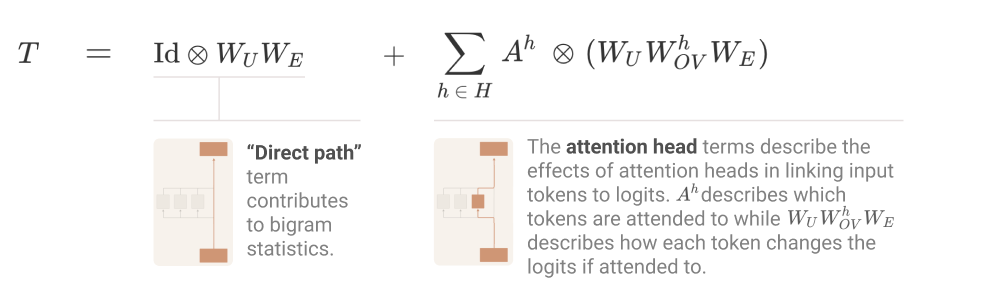 T = Id ⊗ W_U W_E + ∑_{h ∈ H} A^h ⊗ (W_U W_{OV}^h W_E)
“Direct path”
term
contributes
to bigram
statistics.
The attention head terms describe the
effects of attention heads in linking input
tokens to logits. A^h describes which
tokens are attended to while W_U W_{OV}^h W_E
describes how each token changes the
logits if attended to.